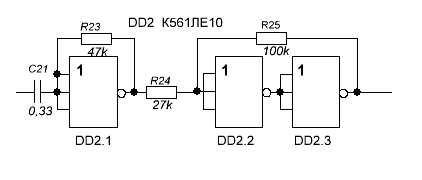 R23
DD2 K561ЛЕ10
R25
47k
100k
C21
1
R24
1
1
0,33
27k
DD2.1
DD2.2
DD2.3